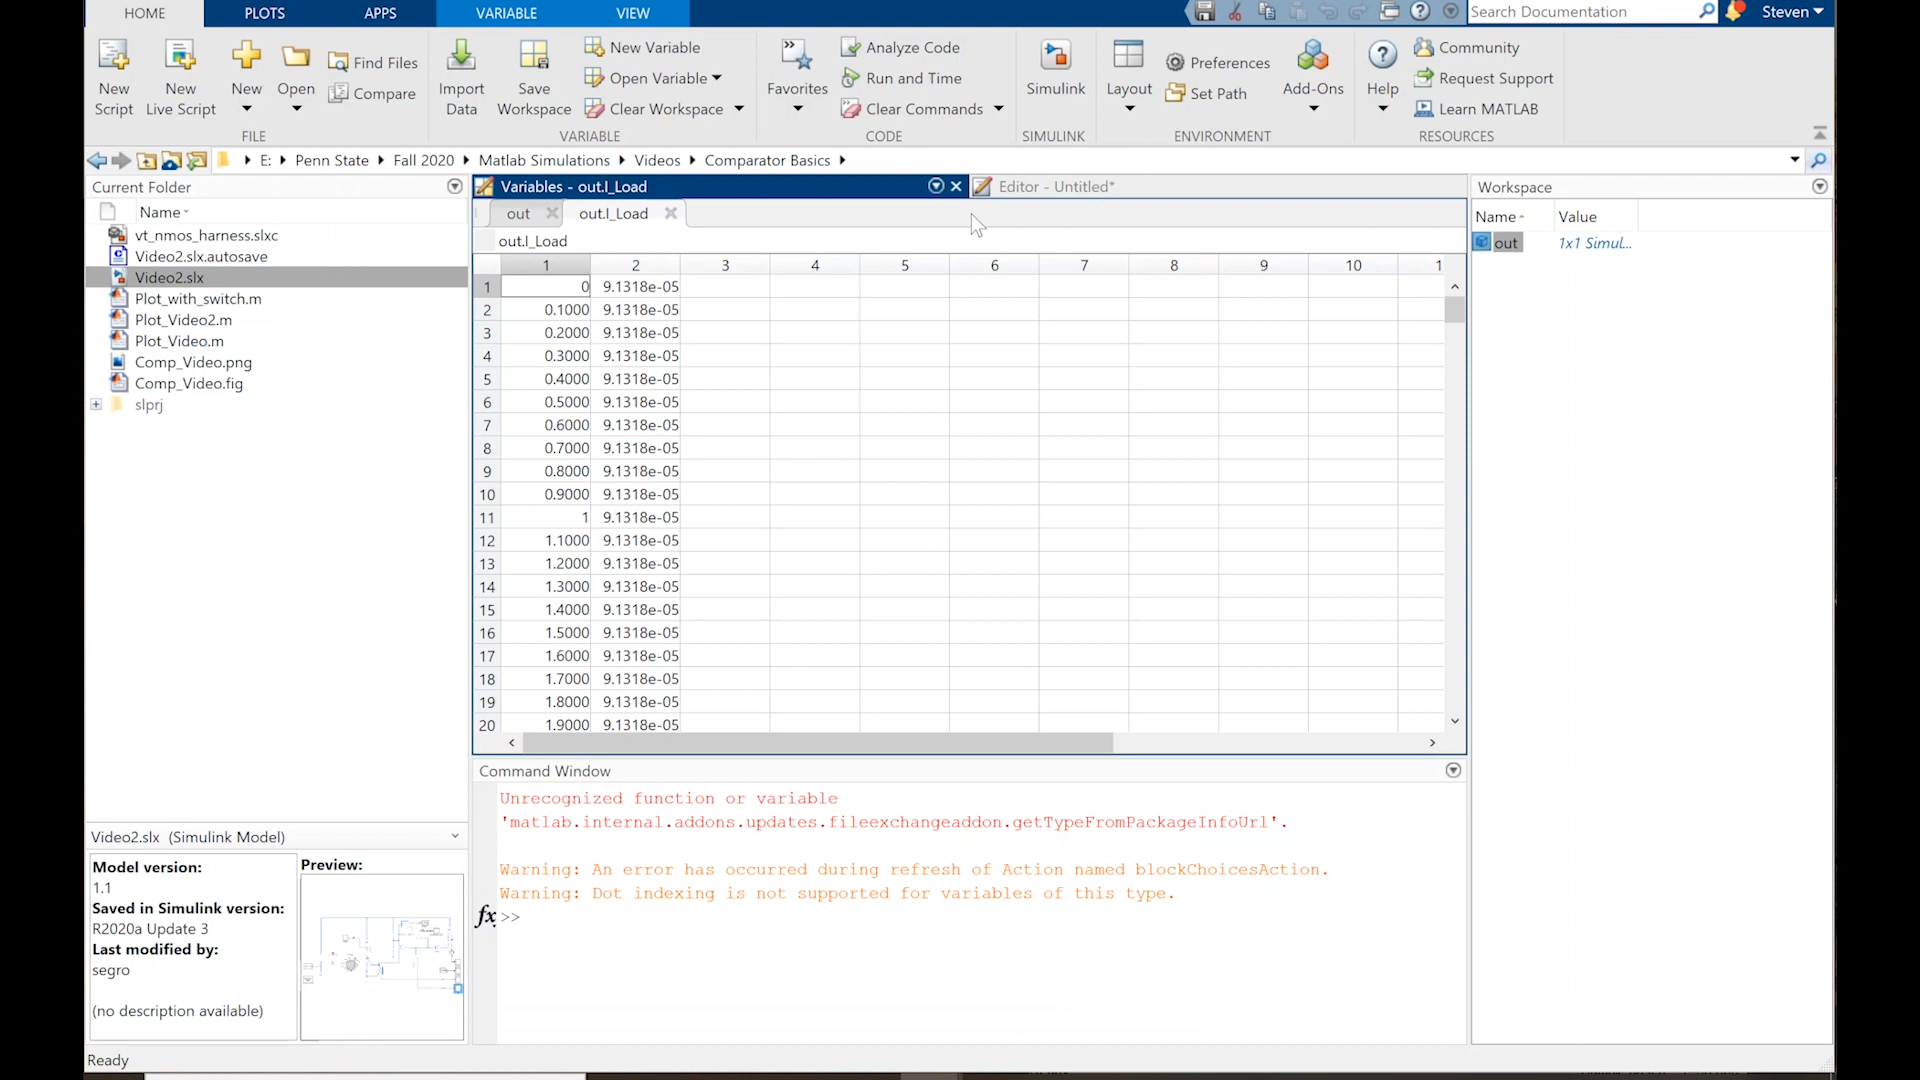 HOME PLOTS APPS VARIABLE VIEW Search Documentation Steven
New Script New Live Script New Open Find Files Compare
FILE
Import Data Save Workspace New Variable Open Variable Clear Workspace
VARIABLE
Favorites Analyze Code Run and Time Clear Commands
CODE
Simulink
SIMULINK
Layout Preferences Set Path Add-Ons
ENVIRONMENT
Help Community Request Support Learn MATLAB
RESOURCES
E: Penn State Fall 2020 Matlab Simulations Videos Comparator Basics
Current Folder
Name
vt_nmos_harness.slxc
Video2.slx.autosave
Video2.slx
Plot_with_switch.m
Plot_Video2.m
Plot_Video.m
Comp_Video.png
Comp_Video.fig
slprj
Video2.slx (Simulink Model)
Model version:
1.1
Saved in Simulink version:
R2020a Update 3
Last modified by:
segro
(no description available)
Preview:
Variables - out.I_Load Editor - Untitled*
out out.I_Load
out.I_Load
1 2 3 4 5 6 7 8 9 10 1
1 0 9.1318e-05
2 0.1000 9.1318e-05
3 0.2000 9.1318e-05
4 0.3000 9.1318e-05
5 0.4000 9.1318e-05
6 0.5000 9.1318e-05
7 0.6000 9.1318e-05
8 0.7000 9.1318e-05
9 0.8000 9.1318e-05
10 0.9000 9.1318e-05
11 1 9.1318e-05
12 1.1000 9.1318e-05
13 1.2000 9.1318e-05
14 1.3000 9.1318e-05
15 1.4000 9.1318e-05
16 1.5000 9.1318e-05
17 1.6000 9.1318e-05
18 1.7000 9.1318e-05
19 1.8000 9.1318e-05
20 1.9000 9.1318e-05
Command Window
Unrecognized function or variable
'matlab.internal.addons.updates.fileexchangeaddon.getTypeFromPackageInfoUrl'.
Warning: An error has occurred during refresh of Action named blockChoicesAction.
Warning: Dot indexing is not supported for variables of this type.
fx >>
Workspace
Name Value
out 1x1 Simul...
Ready